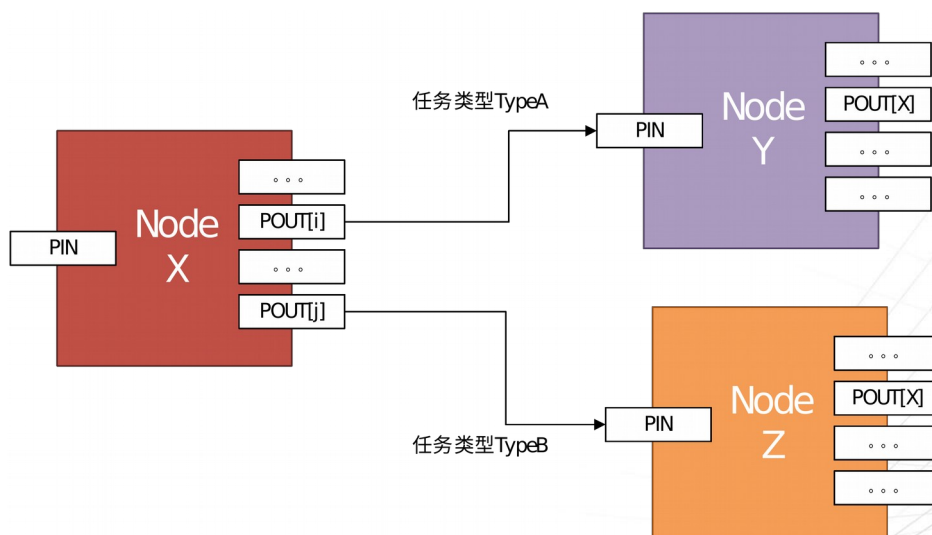 PIN
Node
X
。。。
POUT[i]
。。。
POUT[j]
任务类型TypeA
PIN
Node
Y
。。。
POUT[X]
。。。
。。。
任务类型TypeB
PIN
Node
Z
。。。
POUT[X]
。。。
。。。